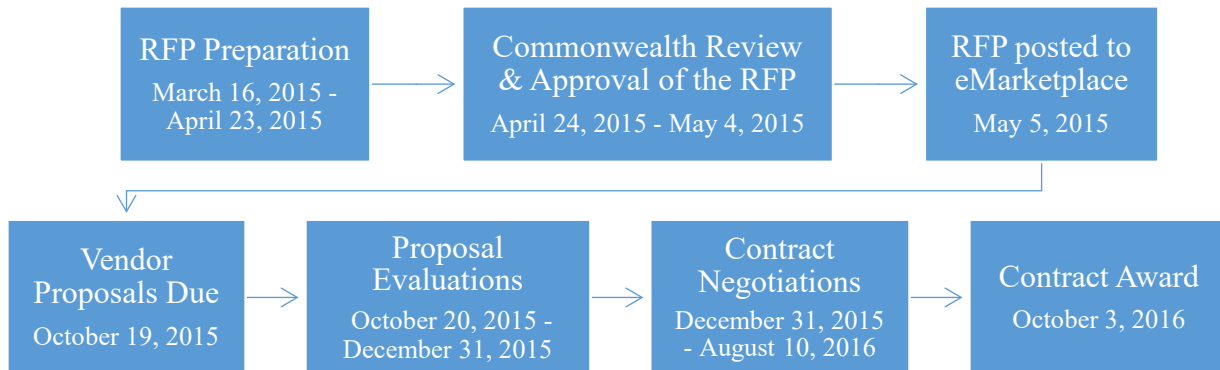 RFP Preparation
March 16, 2015 -
April 23, 2015
Commonwealth Review
& Approval of the RFP
April 24, 2015 - May 4, 2015
RFP posted to
eMarketplace
May 5, 2015
Vendor
Proposals Due
October 19, 2015
Proposal
Evaluations
October 20, 2015 -
December 31, 2015
Contract
Negotiations
December 31, 2015
- August 10, 2016
Contract Award
October 3, 2016